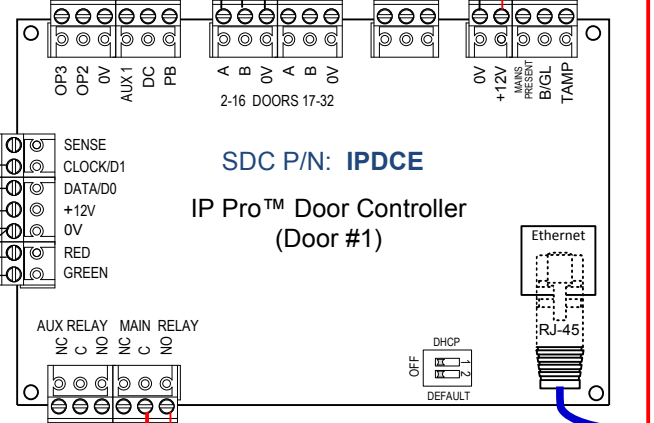 OP3
OP2
0V
AUX1
DC
PB
A
B
0V
A
B
0V
2-16 DOORS 17-32
0V
+12V
MAINS
PRESENT
B/GL
TAMP
SENSE
CLOCK/D1
DATA/D0
+12V
0V
RED
GREEN
SDC P/N: IPDCE
IP Pro™ Door Controller
(Door #1)
Ethernet
RJ-45
AUX RELAY MAIN RELAY
NC
C
NO
NC
C
NO
DHCP
OFF
1
2
DEFAULT